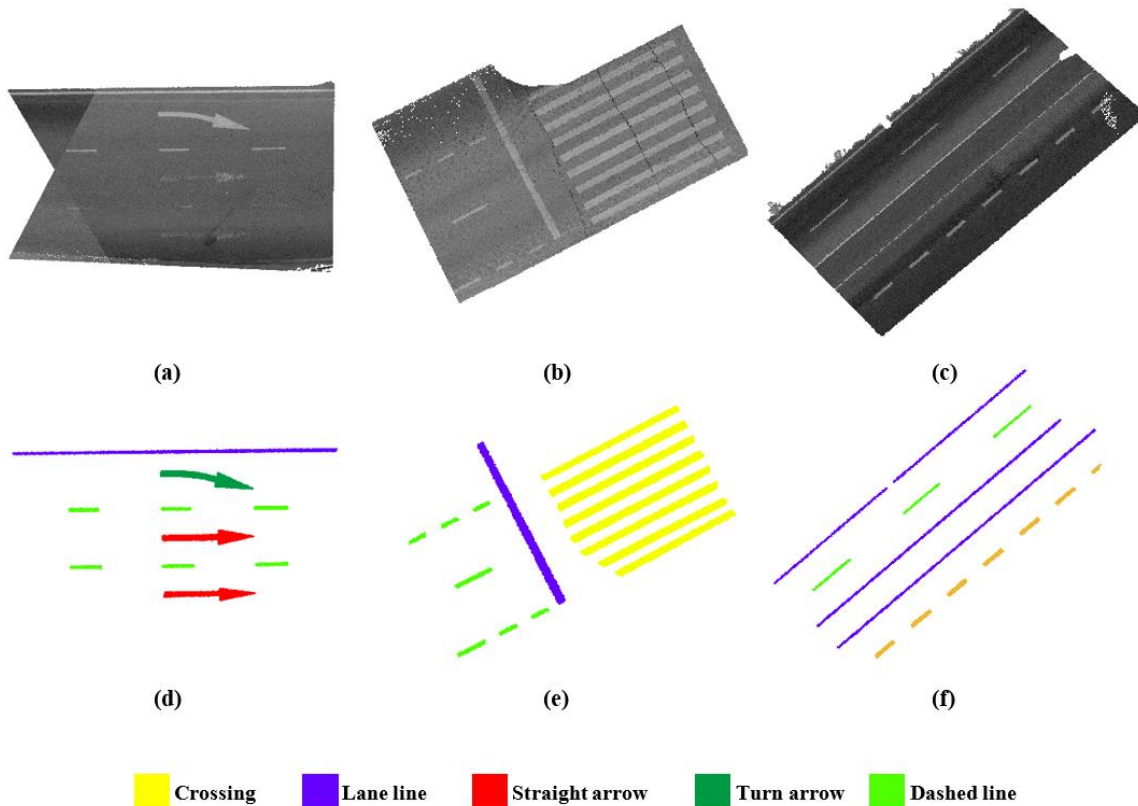 (a)
(b)
(c)
(d)
(e)
(f)
Crossing
Lane line
Straight arrow
Turn arrow
Dashed line